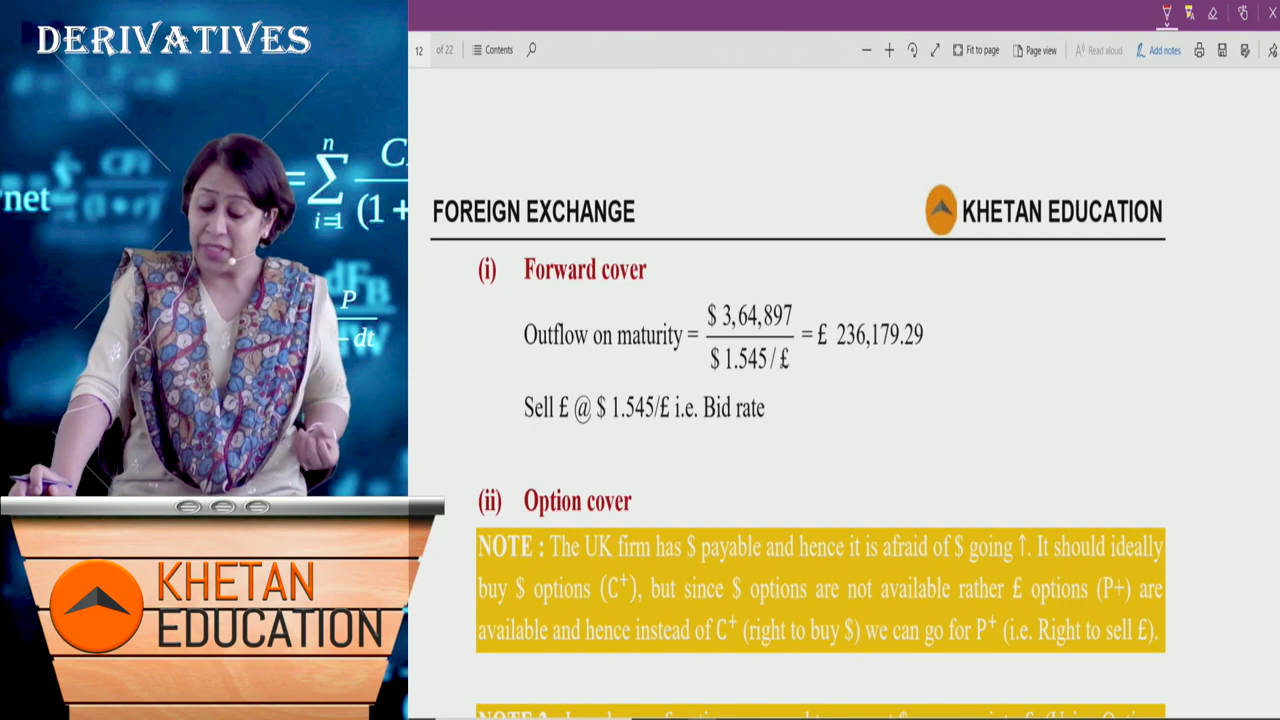 DERIVATIVES
12 of 22 Contents Fit to page Page view Read aloud Add notes
net
n
= Σ
i=1
(1 +
P
dt
FOREIGN EXCHANGE
KHETAN EDUCATION
(i) Forward cover
Outflow on maturity = $ 3,64,897 / $ 1.545 / £ = £ 236,179.29
Sell £ @ $ 1.545/£ i.e. Bid rate
(ii) Option cover
NOTE : The UK firm has $ payable and hence it is afraid of $ going ↑. It should ideally
buy $ options (C⁺), but since $ options are not available rather £ options (P+) are
available and hence instead of C⁺ (right to buy $) we can go for P⁺ (i.e. Right to sell £).
KHETAN
EDUCATION